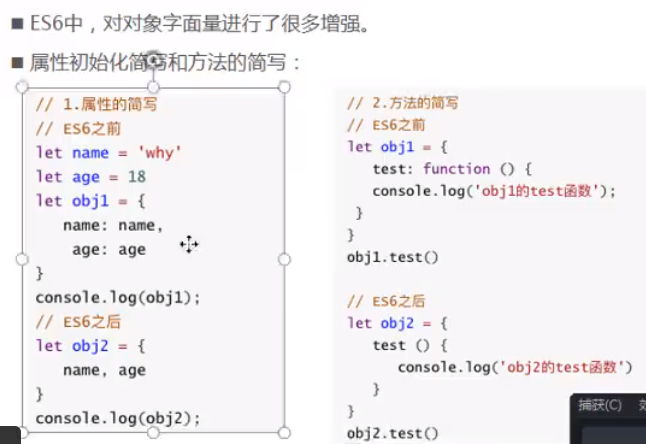 ES6中，对对象字面量进行了很多增强。
属性初始化简写和方法的简写：
// 1.属性的简写
// ES6之前
let name = 'why'
let age = 18
let obj1 = {
name: name,
age: age
}
console.log(obj1);
// ES6之后
let obj2 = {
name, age
}
console.log(obj2);
// 2.方法的简写
// ES6之前
let obj1 = {
test: function () {
console.log('obj1的test函数');
}
}
obj1.test()
// ES6之后
let obj2 = {
test () {
console.log('obj2的test函数')
}
}
obj2.test()
捕获(C)